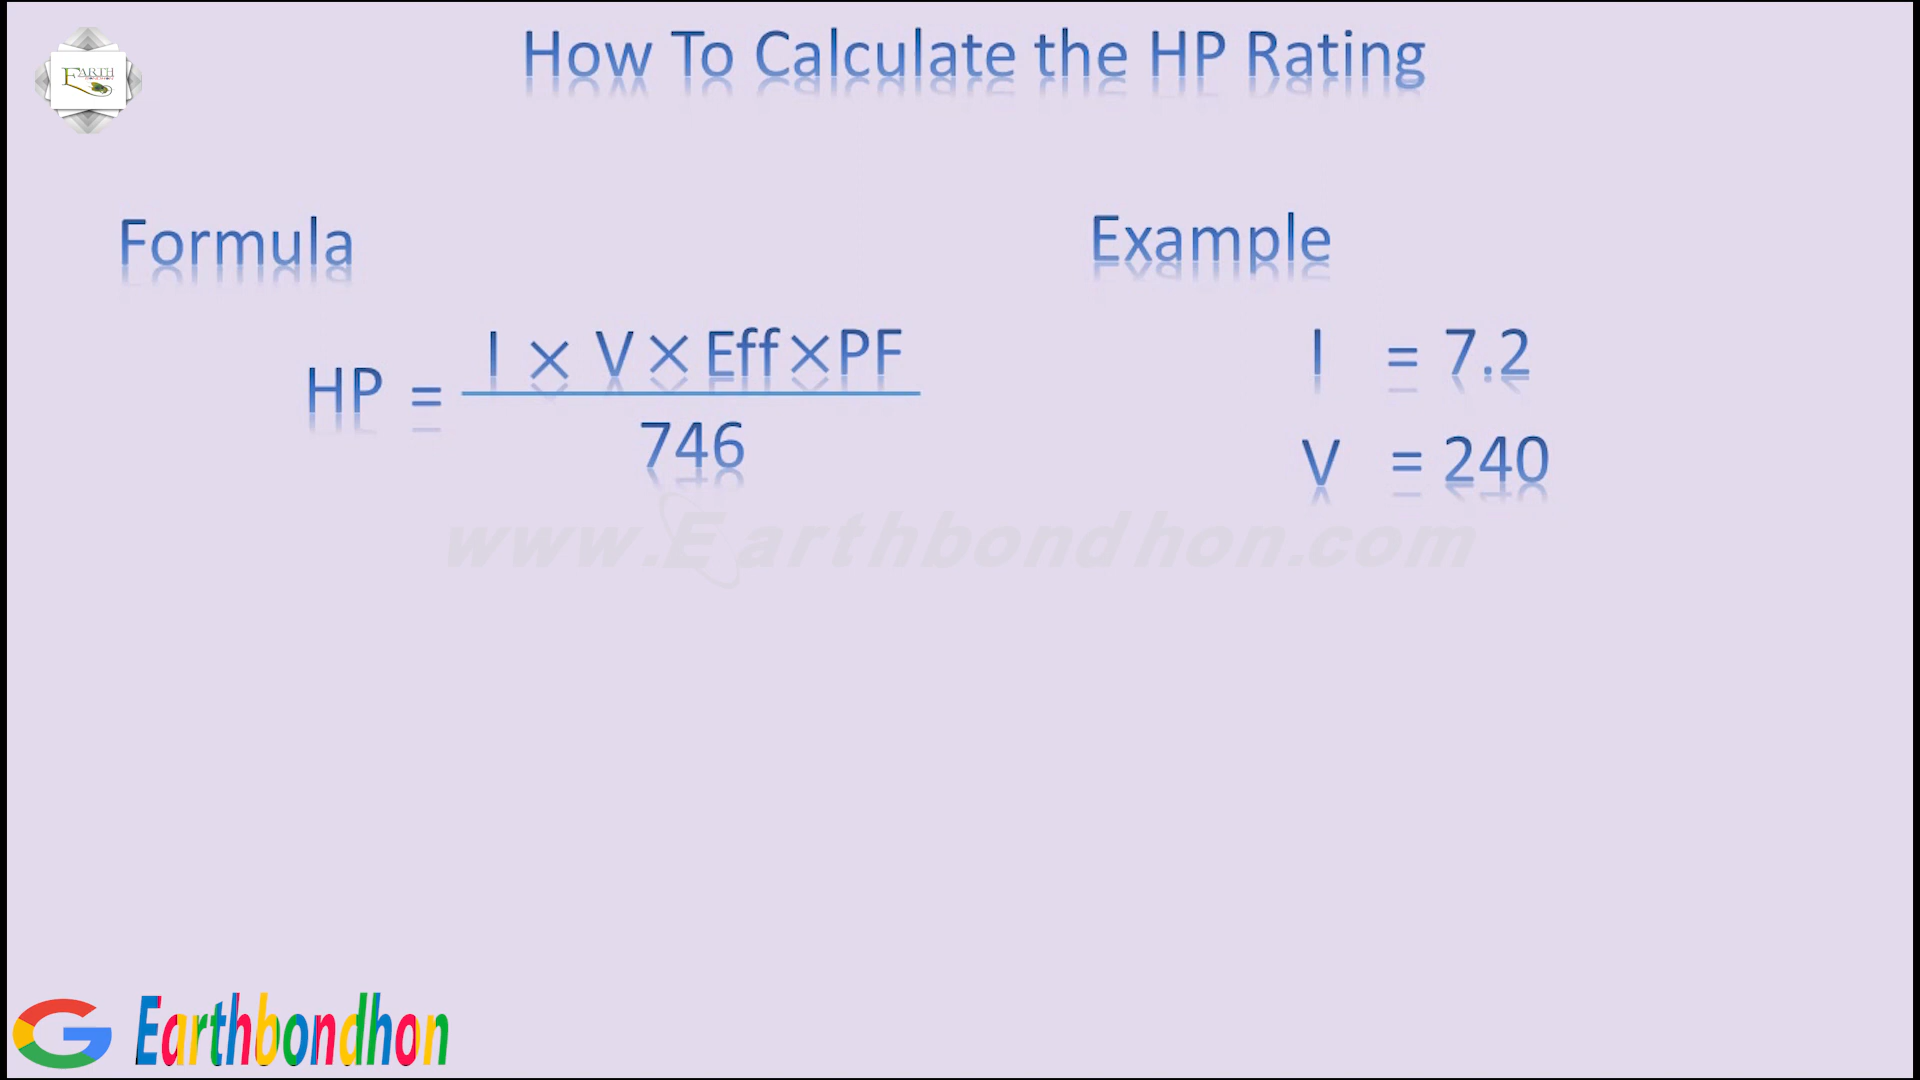 How To Calculate the HP Rating
EARTH
Formula
HP = I × V × Eff × PF
746
Example
I = 7.2
V = 240
www.Earthbondhon.com
G Earthbondhon